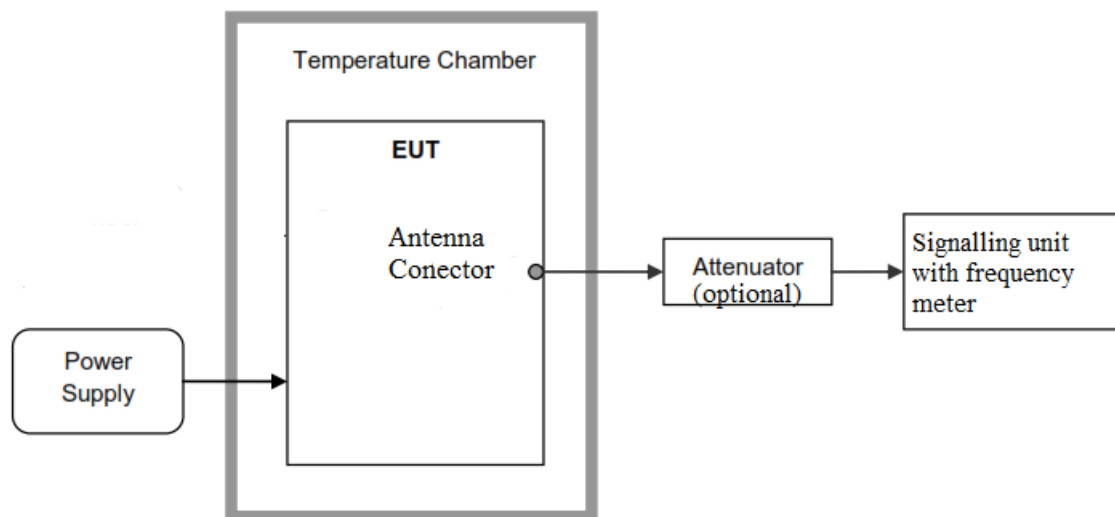 Temperature Chamber
EUT
Antenna
Conector
Attenuator
(optional)
Signalling unit
with frequency
meter
Power
Supply